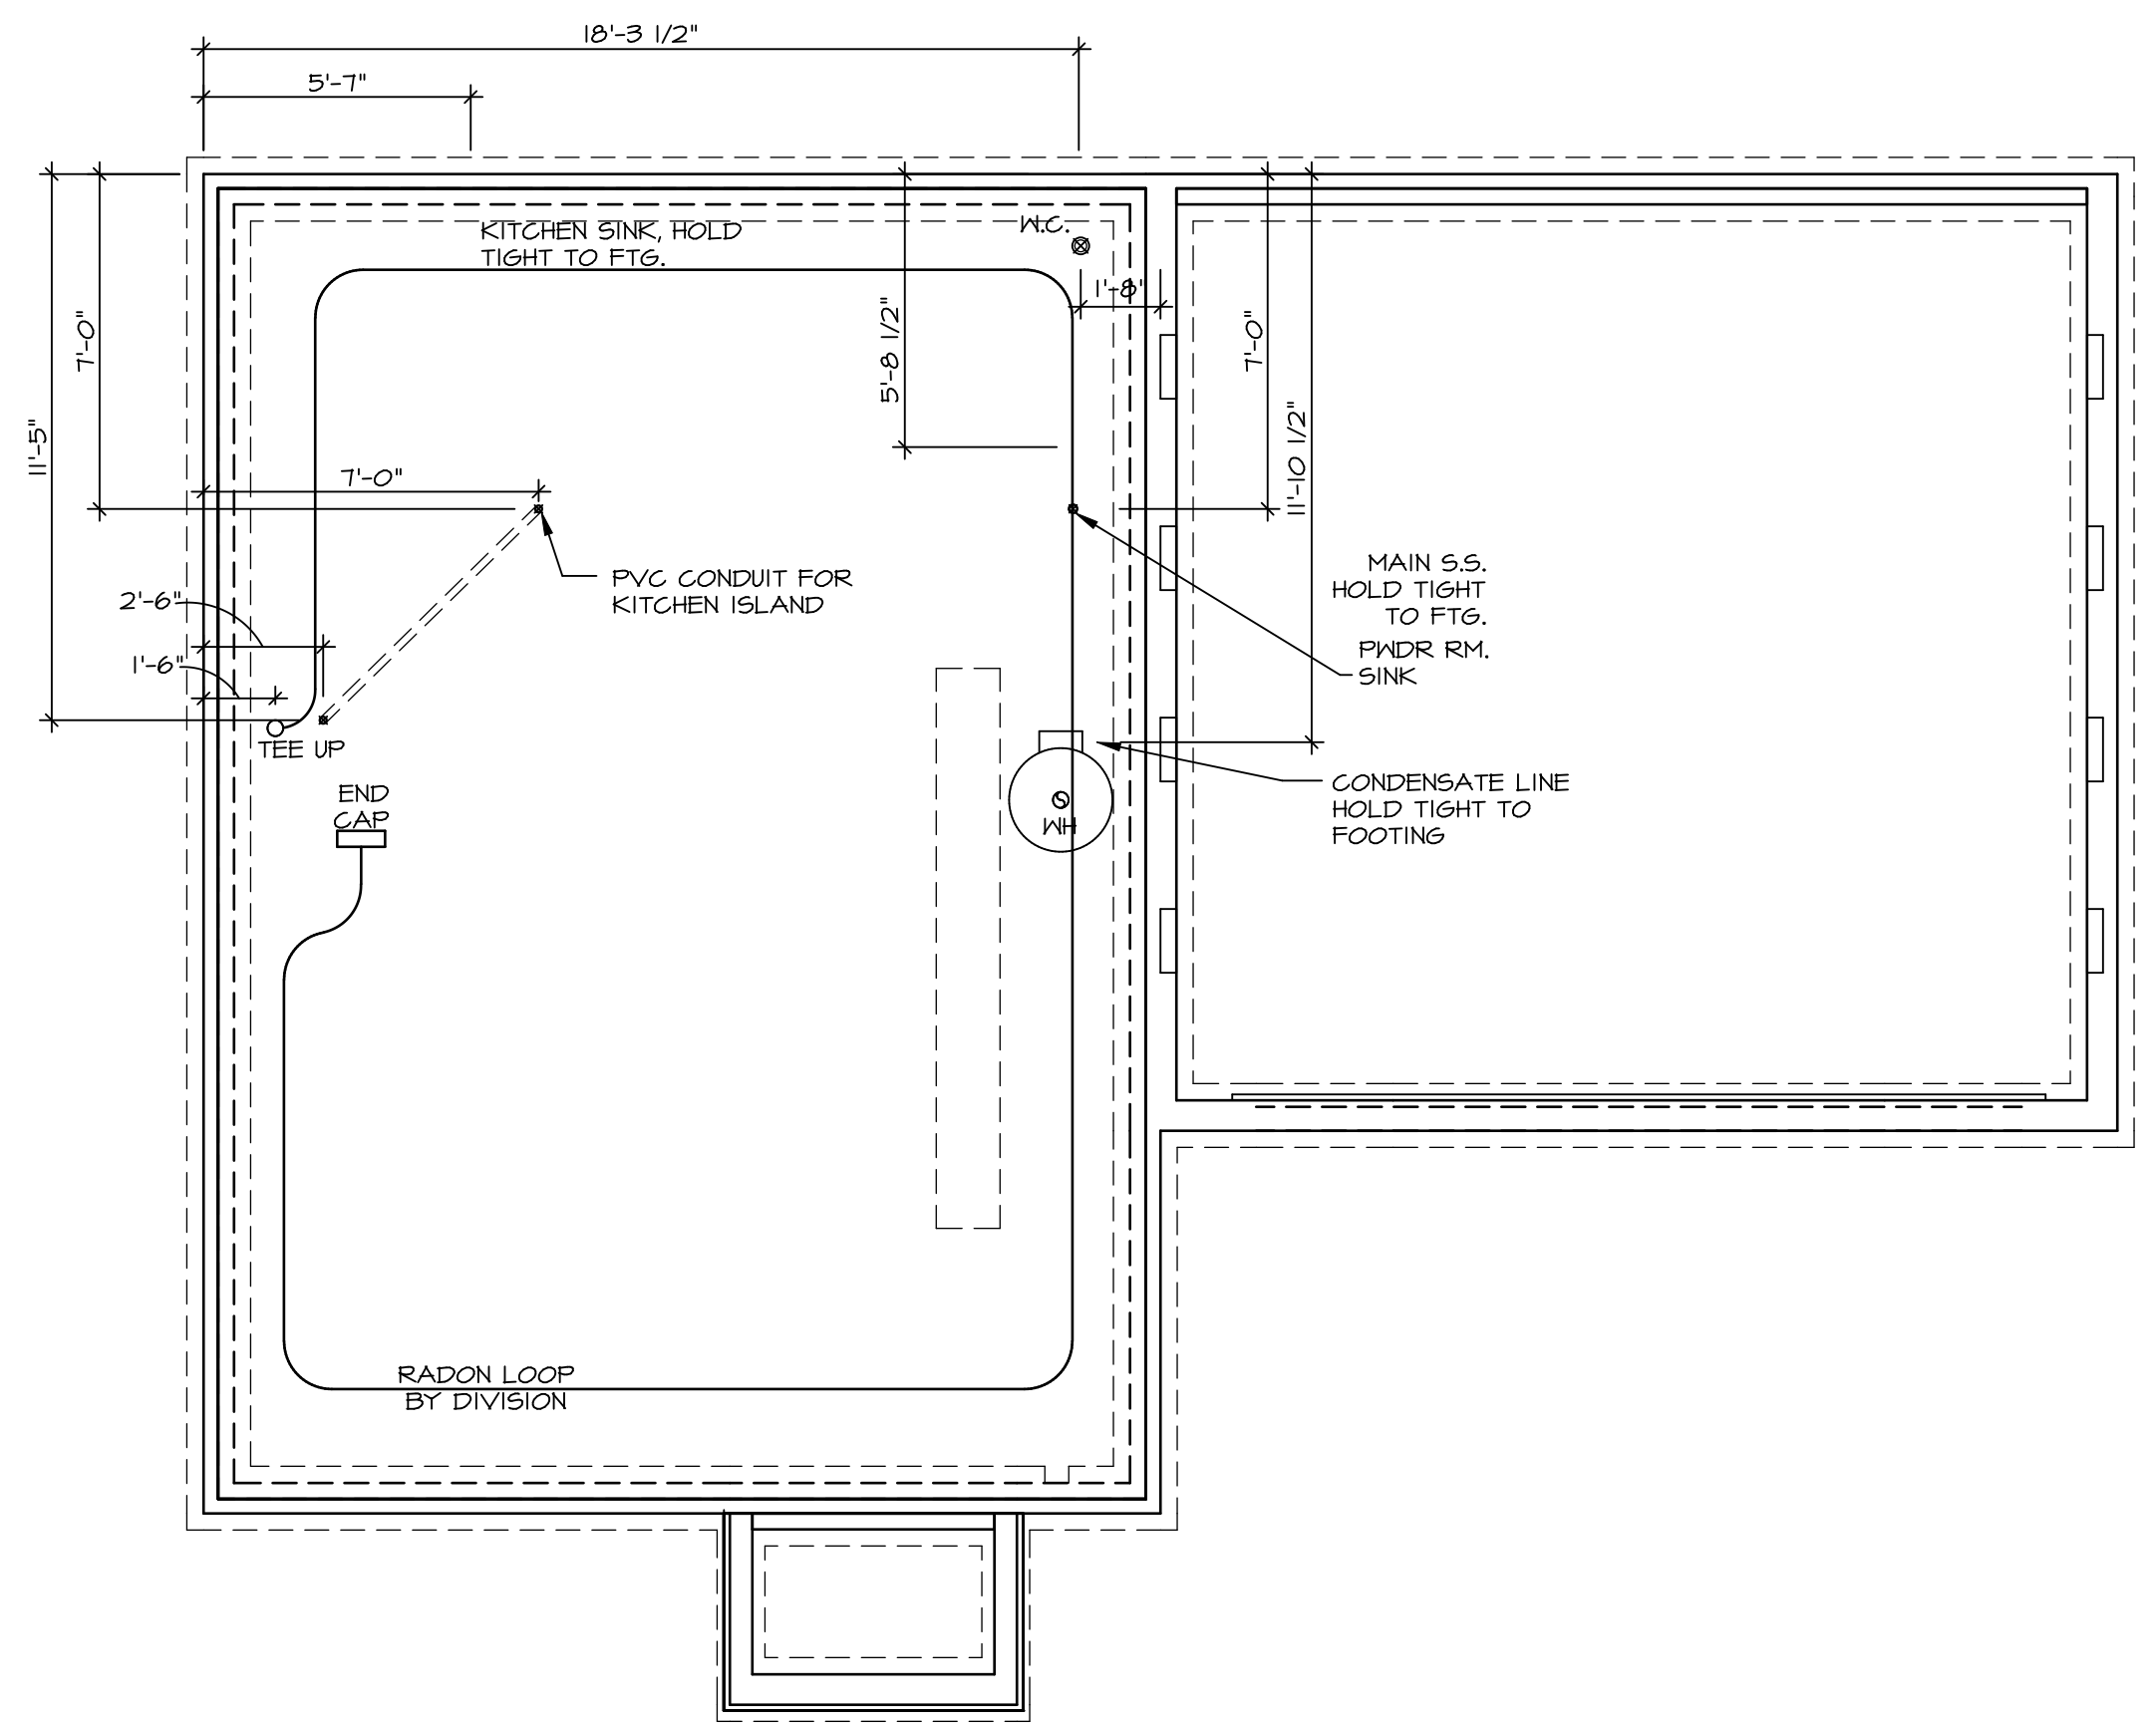 18'-3 1/2"
5'-7"
KITCHEN SINK, HOLD
TIGHT TO FTG.
W.C.
1'-8"
7'-0"
5'-8 1/2"
7'-0"
11'-5"
11'-10 1/2"
7'-0"
PVC CONDUIT FOR
KITCHEN ISLAND
MAIN S.S.
HOLD TIGHT
TO FTG.
PWDR RM.
SINK
2'-6"
1'-6"
TEE UP
END
CAP
WH
CONDENSATE LINE
HOLD TIGHT TO
FOOTING
RADON LOOP
BY DIVISION